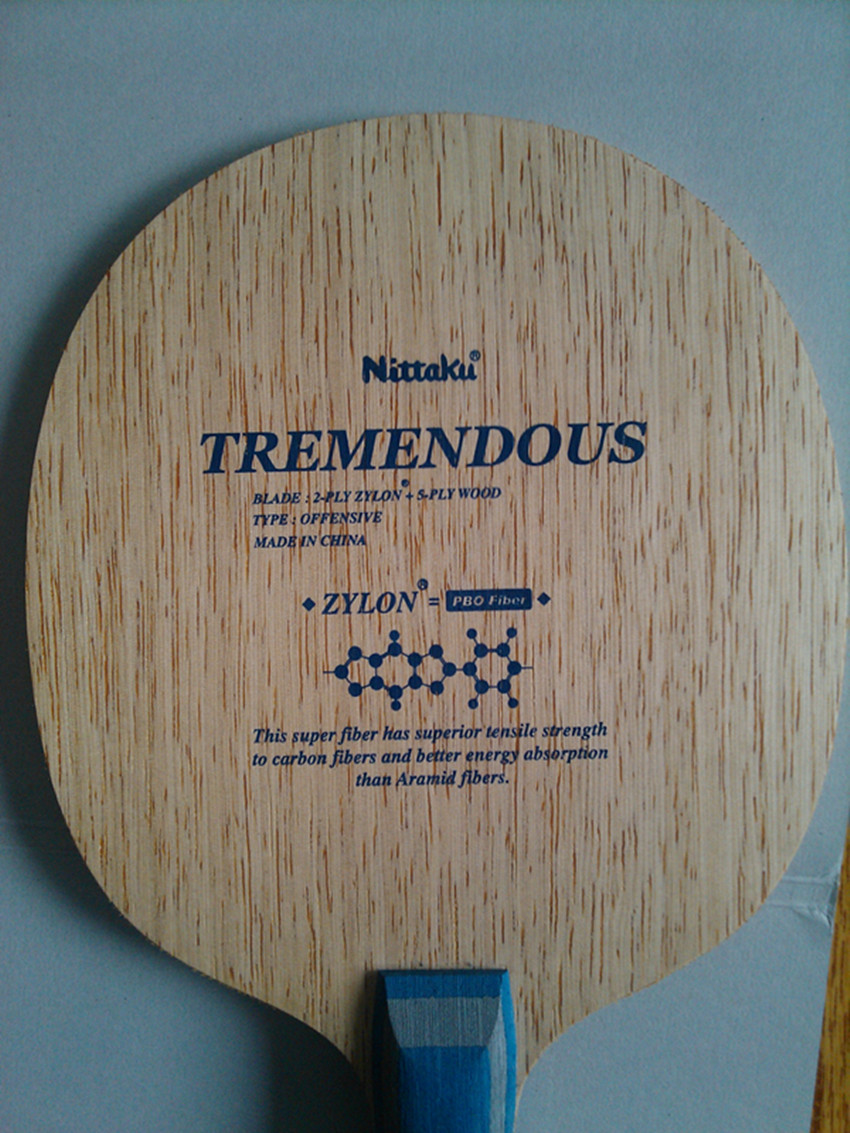 Nittaku®
TREMENDOUS
BLADE : 2-PLY ZYLON®+ 5-PLY WOOD
TYPE : OFFENSIVE
MADE IN CHINA
◆ ZYLON® = PBO Fiber ◆
This super fiber has superior tensile strength
to carbon fibers and better energy absorption
than Aramid fibers.